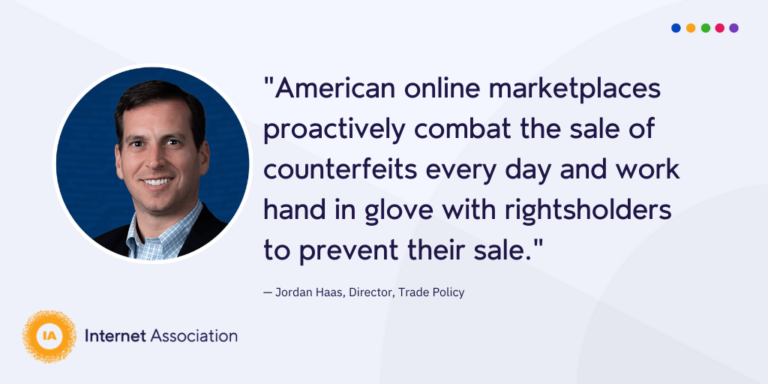 "American online marketplaces
proactively combat the sale of
counterfeits every day and work
hand in glove with rightsholders
to prevent their sale."
— Jordan Haas, Director, Trade Policy
IA
Internet Association